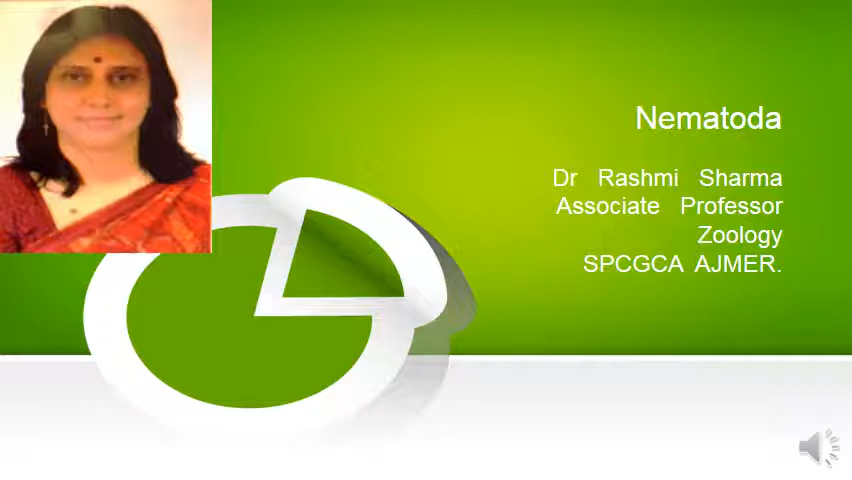 Nematoda
Dr Rashmi Sharma
Associate Professor
Zoology
SPCGCA AJMER.